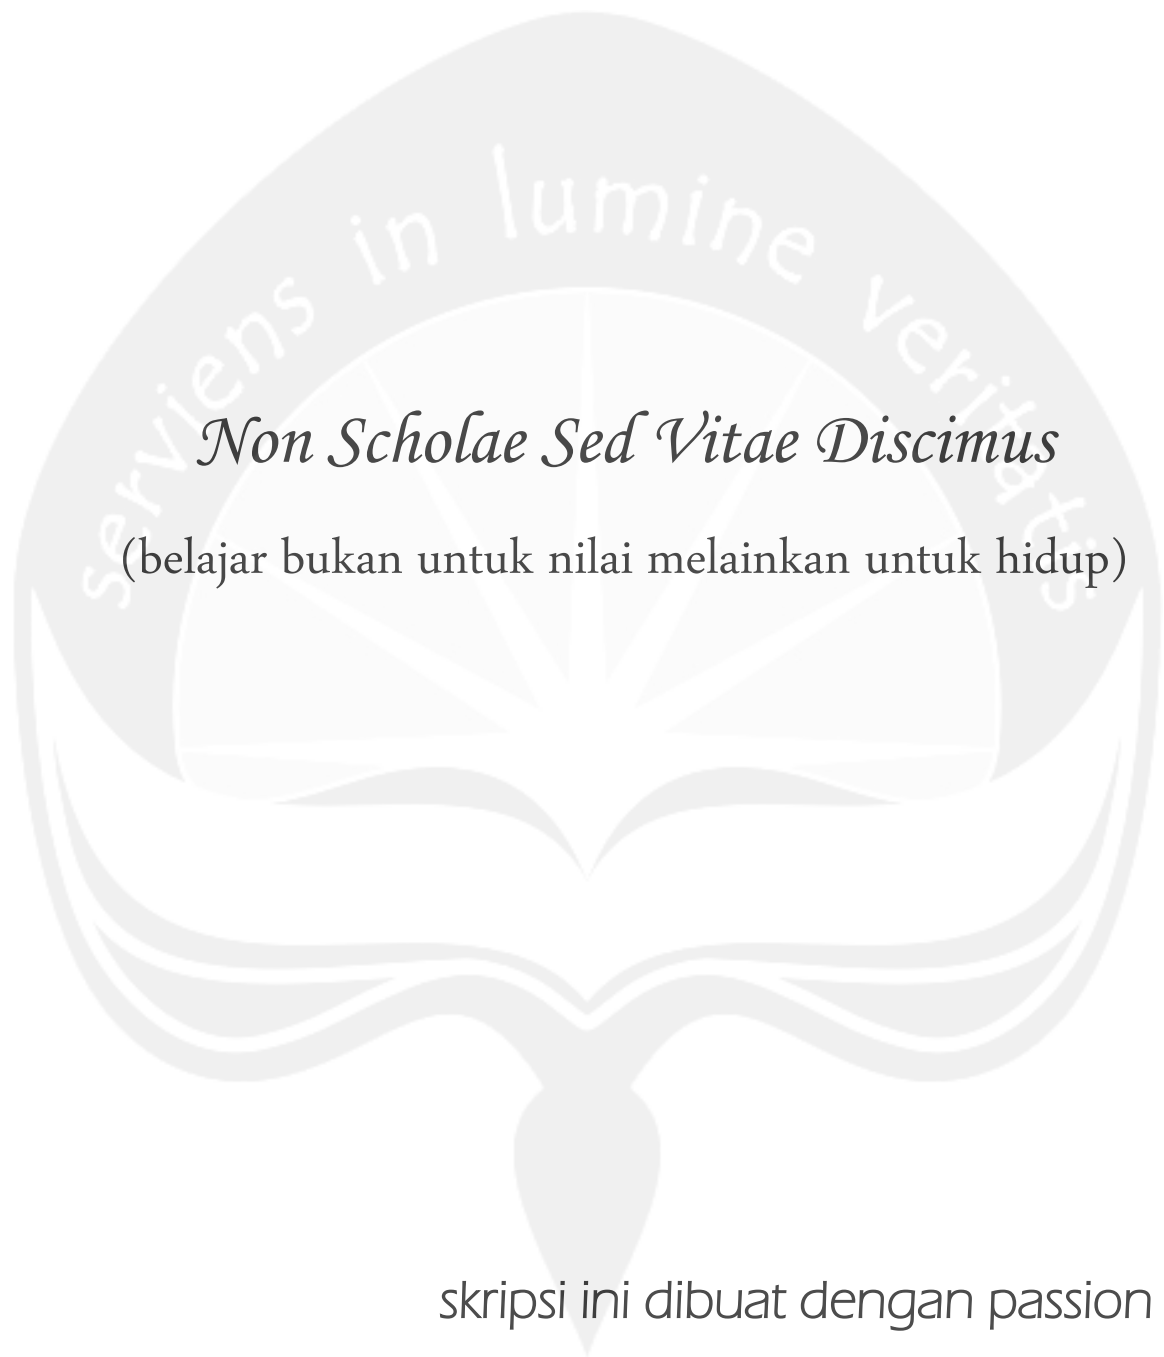 serviens in lumine veritatis
Non Scholae Sed Vitae Discimus
(belajar bukan untuk nilai melainkan untuk hidup)
skripsi ini dibuat dengan passion